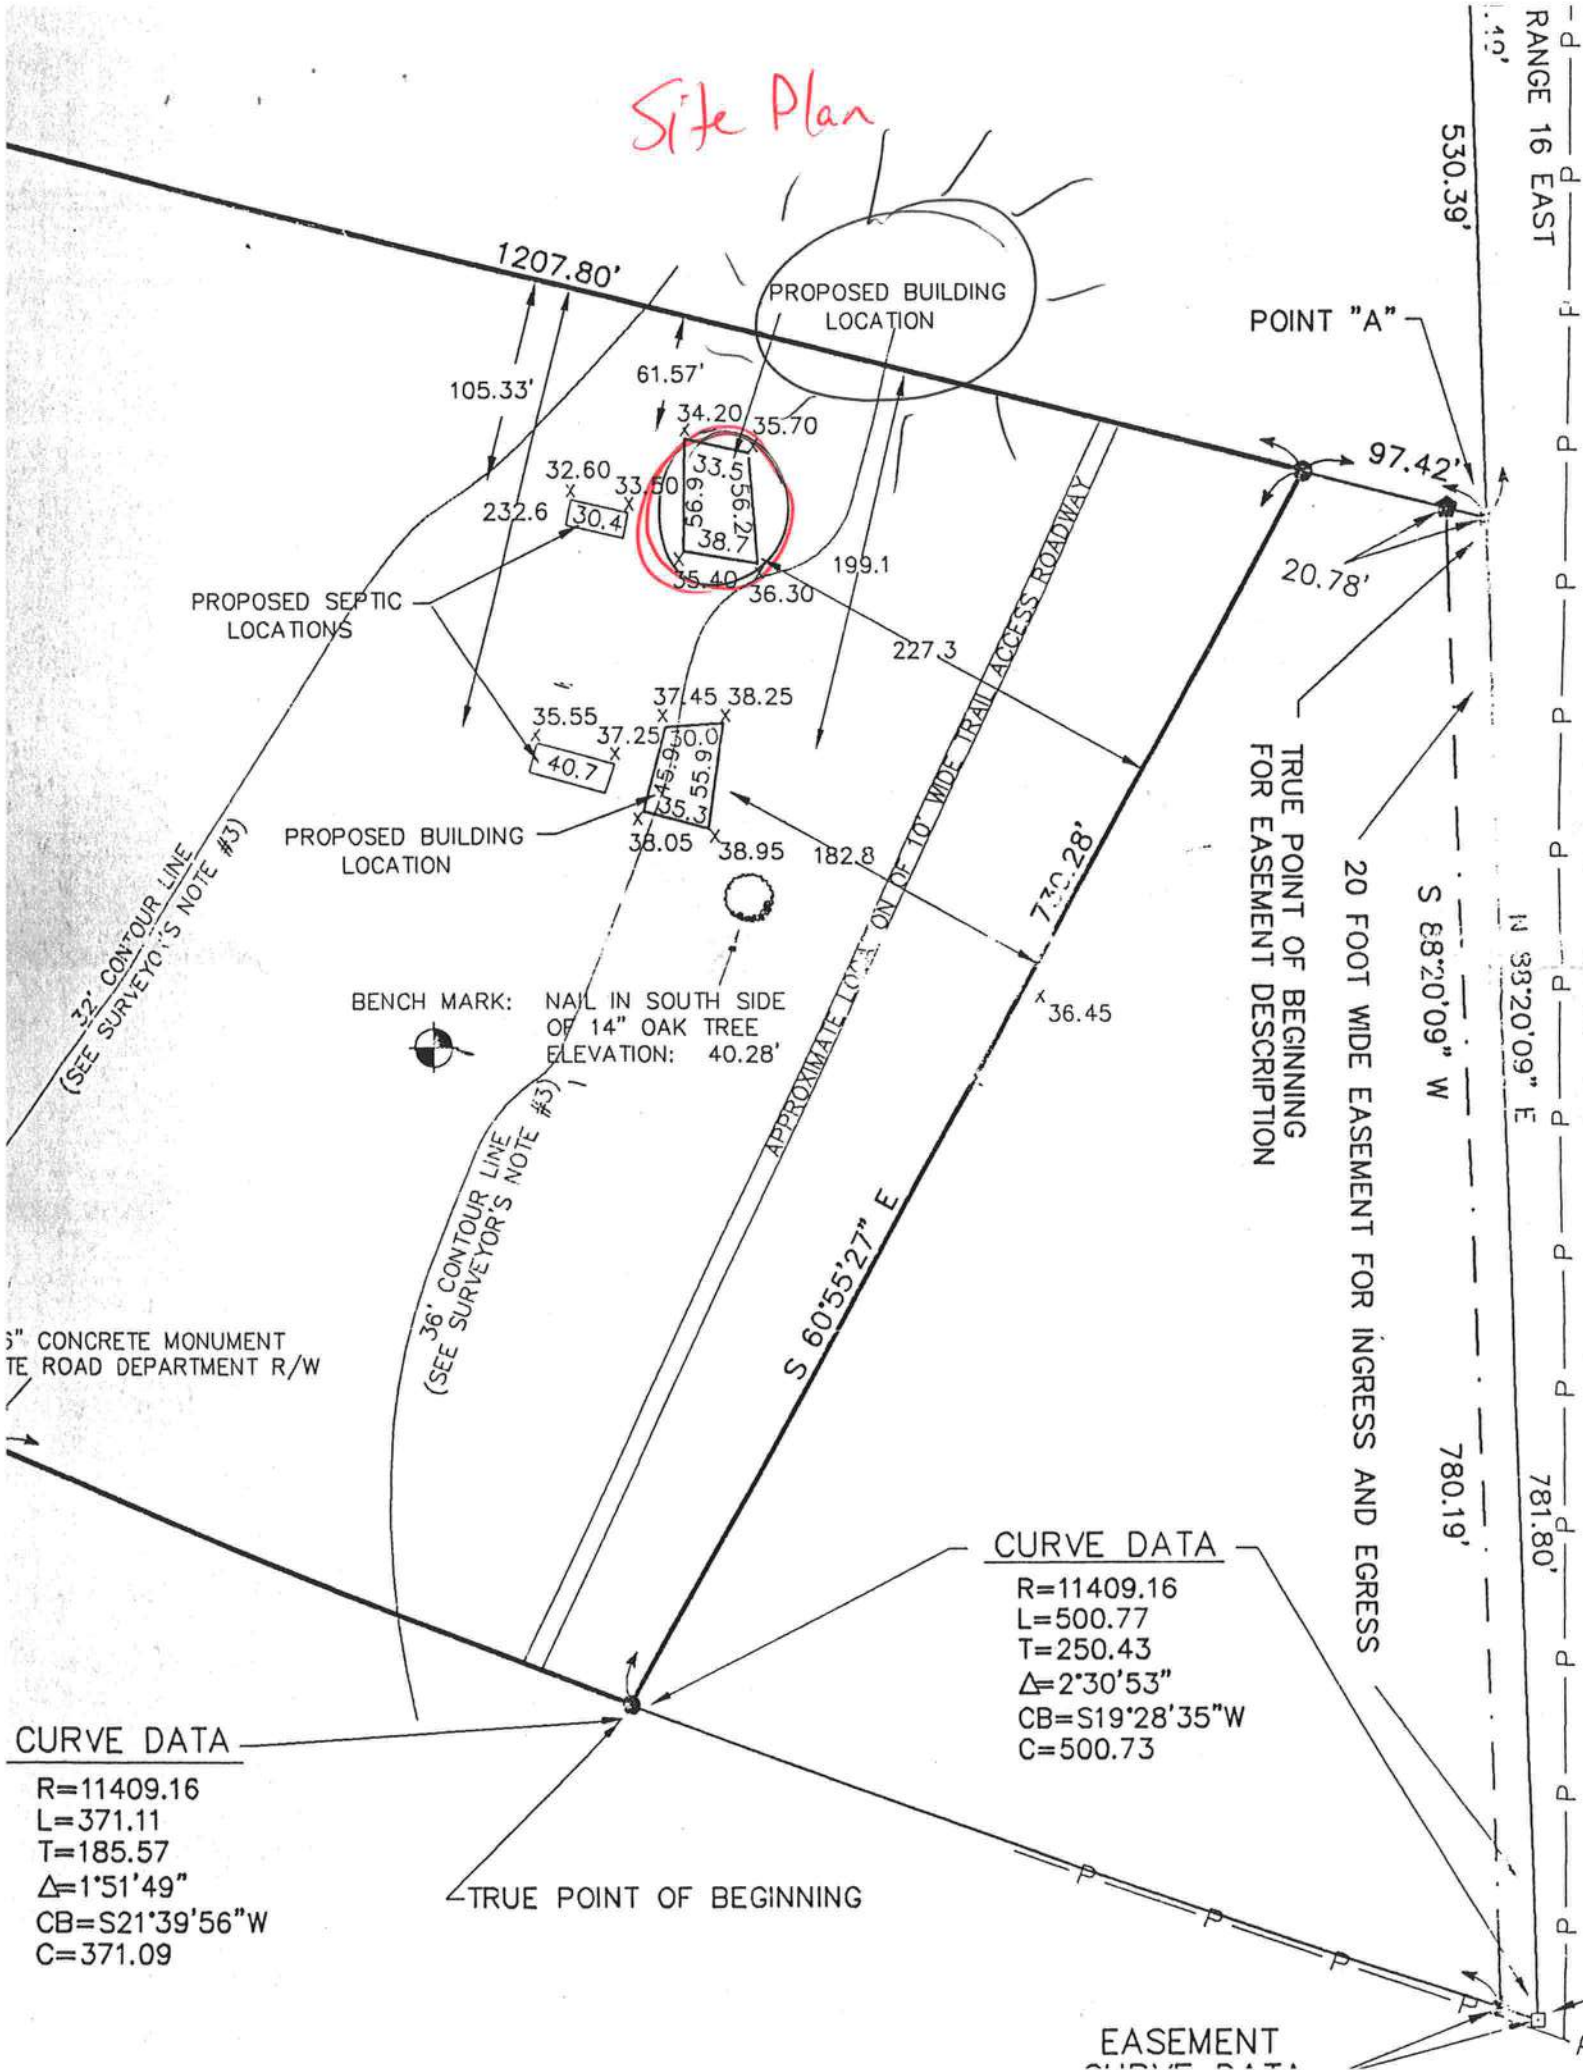 Site Plan
RANGE 16 EAST
530.39'
1207.80'
PROPOSED BUILDING
LOCATION
POINT "A"
105.33'
61.57'
34.20
35.70
97.42'
32.60
33.50
33.5
56.9
56.2
232.6
30.4
38.7
199.1
20.78'
35.40
36.30
PROPOSED SEPTIC
LOCATIONS
227.3
37.45
38.25
35.55
37.25
30.0
45.9
55.9
40.7
35.3
PROPOSED BUILDING
LOCATION
38.05
38.95
182.8
730.28'
TRUE POINT OF BEGINNING
FOR EASEMENT DESCRIPTION
20 FOOT WIDE EASEMENT FOR INGRESS AND EGRESS
S 88°20'09" W
780.19'
N 88°20'09" E
781.80'
32' CONTOUR LINE
(SEE SURVEYOR'S NOTE #3)
BENCH MARK: NAIL IN SOUTH SIDE
OF 14" OAK TREE
ELEVATION: 40.28'
36.45
APPROXIMATE LOCATION OF 10' WIDE TRAIL ACCESS ROADWAY
36' CONTOUR LINE
(SEE SURVEYOR'S NOTE #3)
S 60°55'27" E
6" CONCRETE MONUMENT
TE ROAD DEPARTMENT R/W
CURVE DATA
R=11409.16
L=500.77
T=250.43
Δ=2°30'53"
CB=S19°28'35"W
C=500.73
CURVE DATA
R=11409.16
L=371.11
T=185.57
Δ=1°51'49"
CB=S21°39'56"W
C=371.09
TRUE POINT OF BEGINNING
P P P P
P P P P P P P P P P P P P P P
EASEMENT